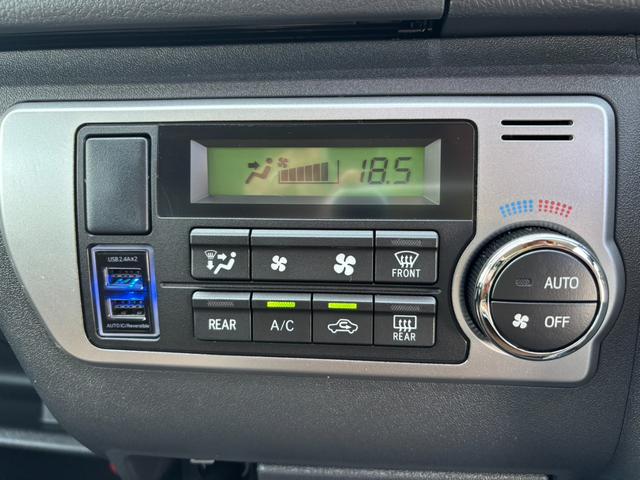 18.5
USB 2.4A×2
FRONT
AUTO
REAR
A/C
REAR
OFF
AUTO IC/Reversible